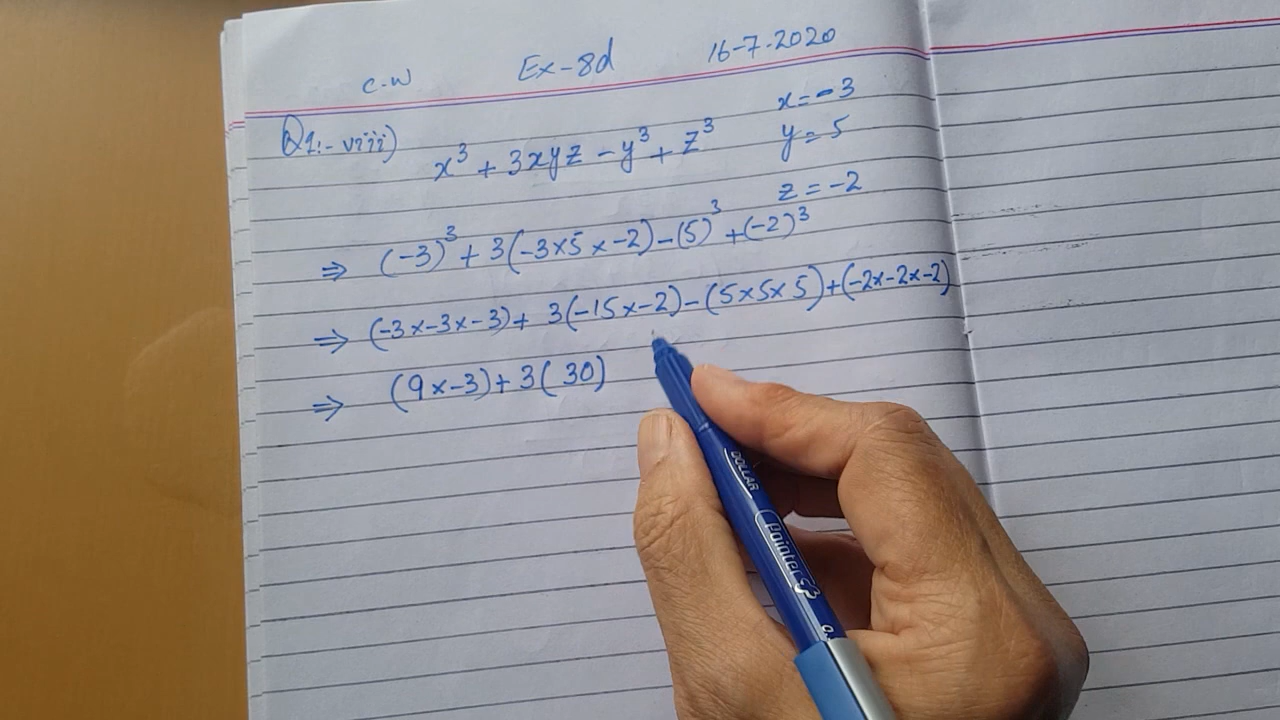 c.w Ex-8d 16-7-2020
Q1:- viii) x³ + 3xyz - y³ + z³
x = -3
y = 5
z = -2
⇒ (-3)³ + 3(-3×5×-2) - (5)³ + (-2)³
⇒ (-3×-3×-3) + 3(-15×-2) - (5×5×5) + (-2×-2×-2)
⇒ (9×-3) + 3( 30)
DOLLAR
Pointer